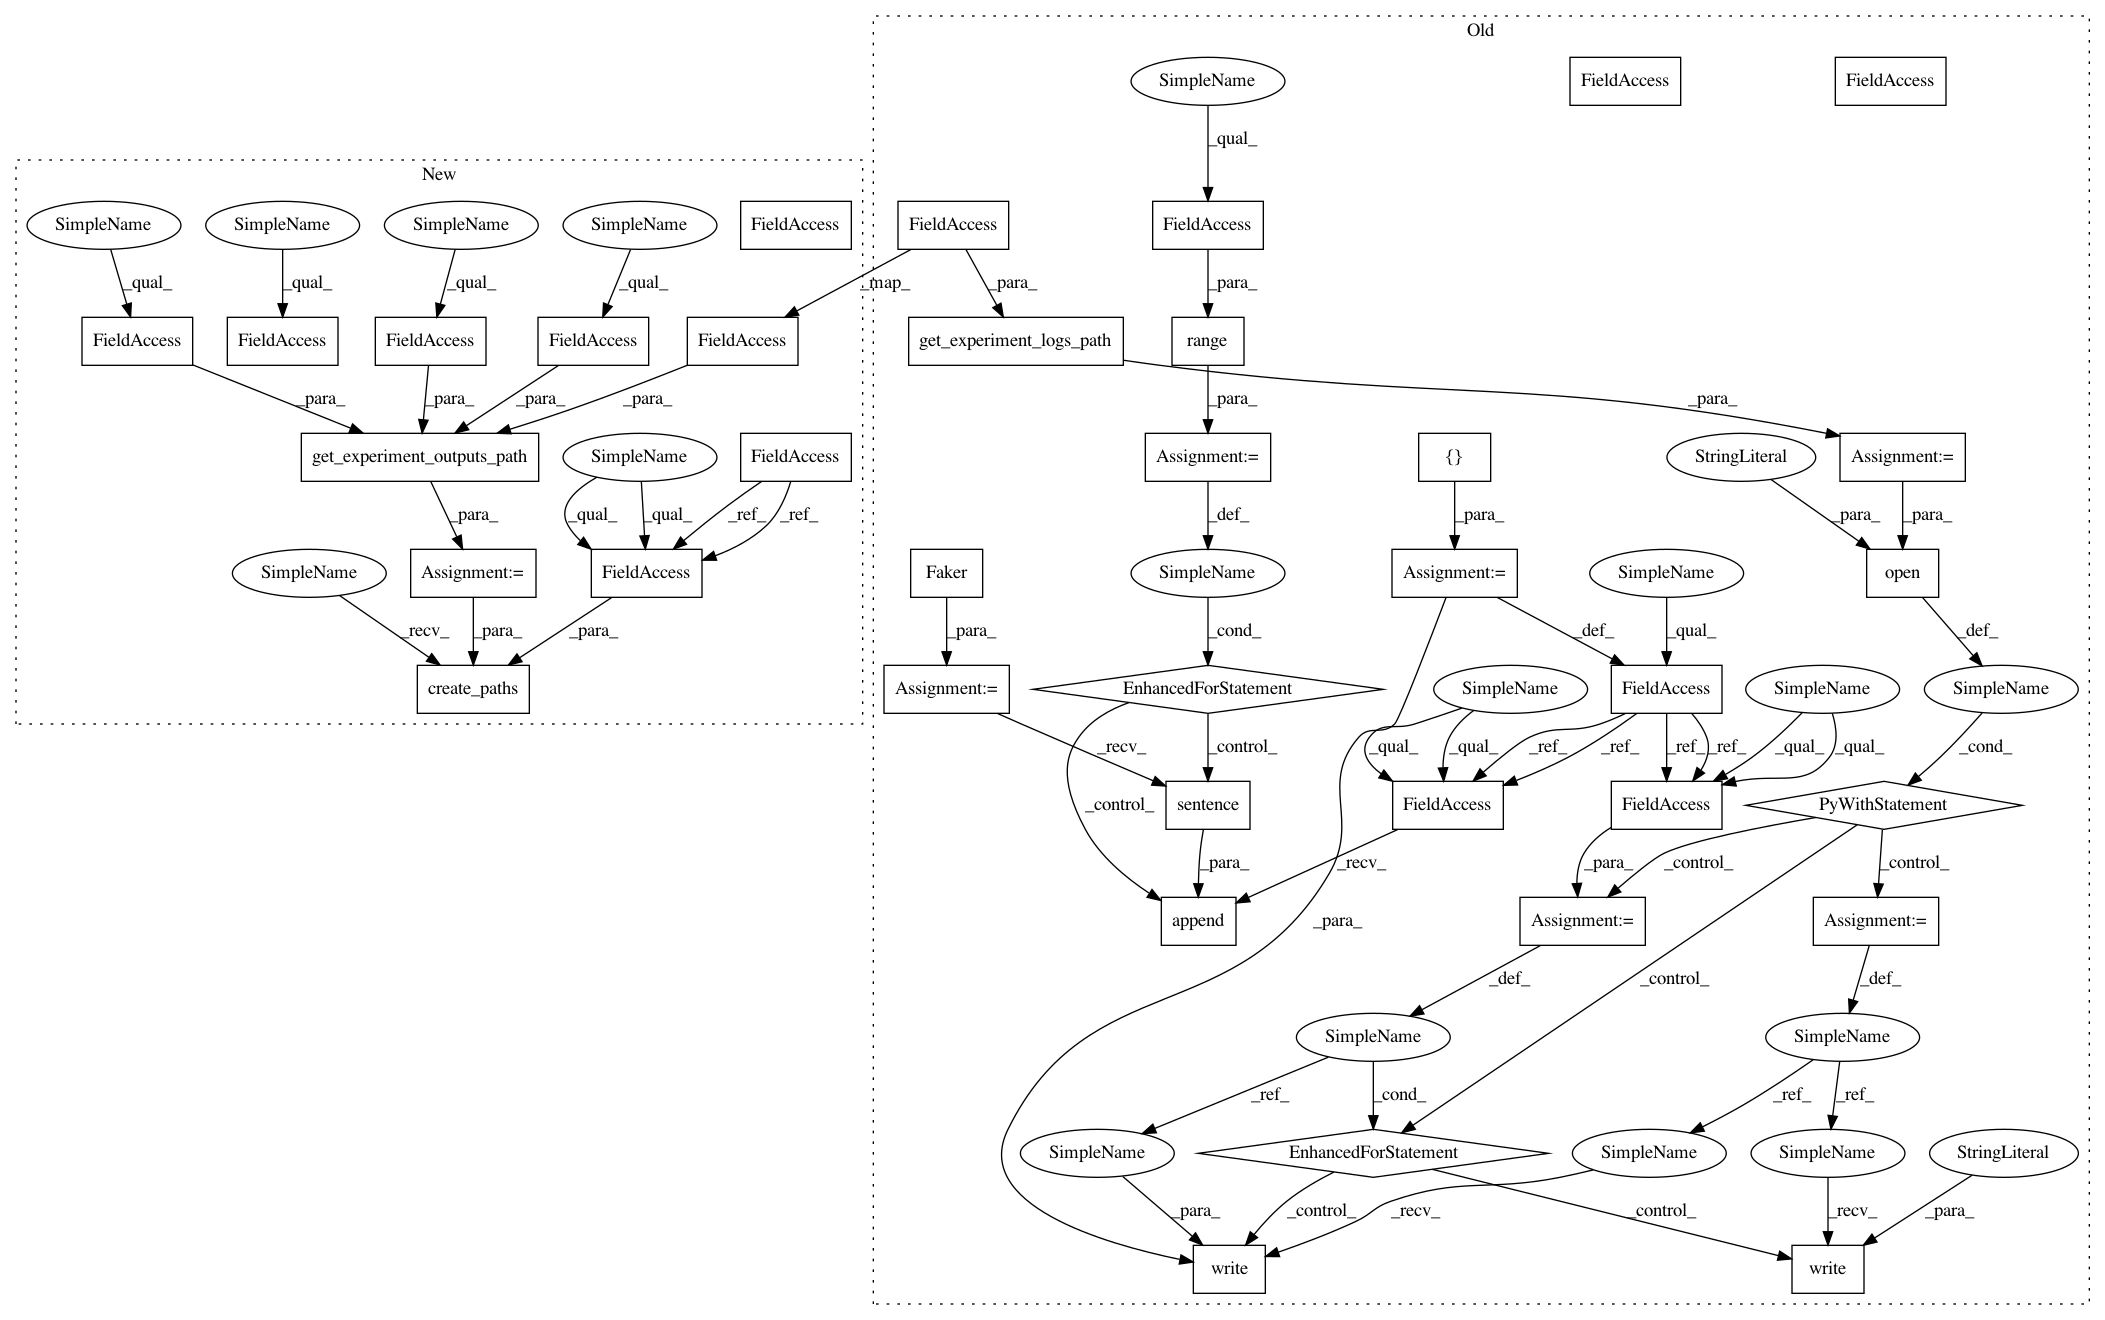 Old
SimpleName
FieldAccess
FieldAccess
_qual_
New
SimpleName
SimpleName
SimpleName
SimpleName
FieldAccess
FieldAccess
FieldAccess
_qual_
_qual_
_qual_
_qual_
_map_
_para_
_para_
FieldAccess
FieldAccess
FieldAccess
FieldAccess
FieldAccess
get_experiment_logs_path
range
_para_
_para_
_para_
_para_
_para_
_para_
get_experiment_outputs_path
SimpleName
FieldAccess
Assignment:=
{}
StringLiteral
Assignment:=
_para_
_qual_
_qual_
_ref_
_ref_
_def_
_para_
_para_
_para_
SimpleName
Assignment:=
FieldAccess
Faker
SimpleName
Assignment:=
SimpleName
open
_recv_
_para_
_para_
_para_
_cond_
_def_
_qual_
_def_
create_paths
Assignment:=
EnhancedForStatement
SimpleName
FieldAccess
SimpleName
SimpleName
_recv_
_control_
_qual_
_qual_
_ref_
_ref_
_ref_
_ref_
_qual_
_qual_
_cond_
_control_
sentence
FieldAccess
FieldAccess
PyWithStatement
_para_
_recv_
_para_
_control_
_control_
append
_para_
Assignment:=
Assignment:=
_def_
_control_
_def_
SimpleName
SimpleName
_ref_
_cond_
_ref_
_ref_
SimpleName
EnhancedForStatement
SimpleName
SimpleName
StringLiteral
_para_
_control_
_recv_
_control_
_recv_
_para_
write
write